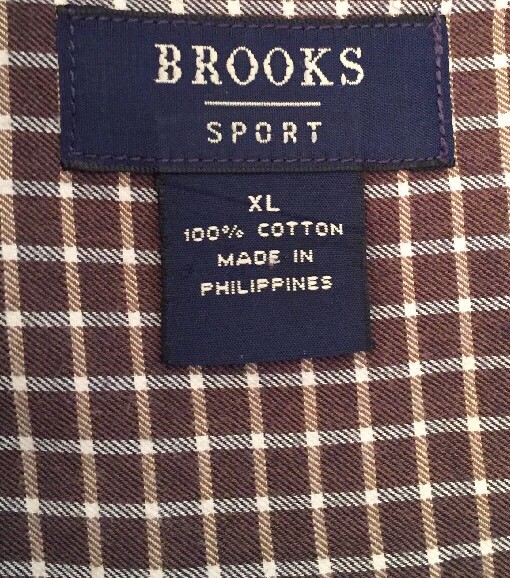 BROOKS
SPORT
XL
100% COTTON
MADE IN
PHILIPPINES